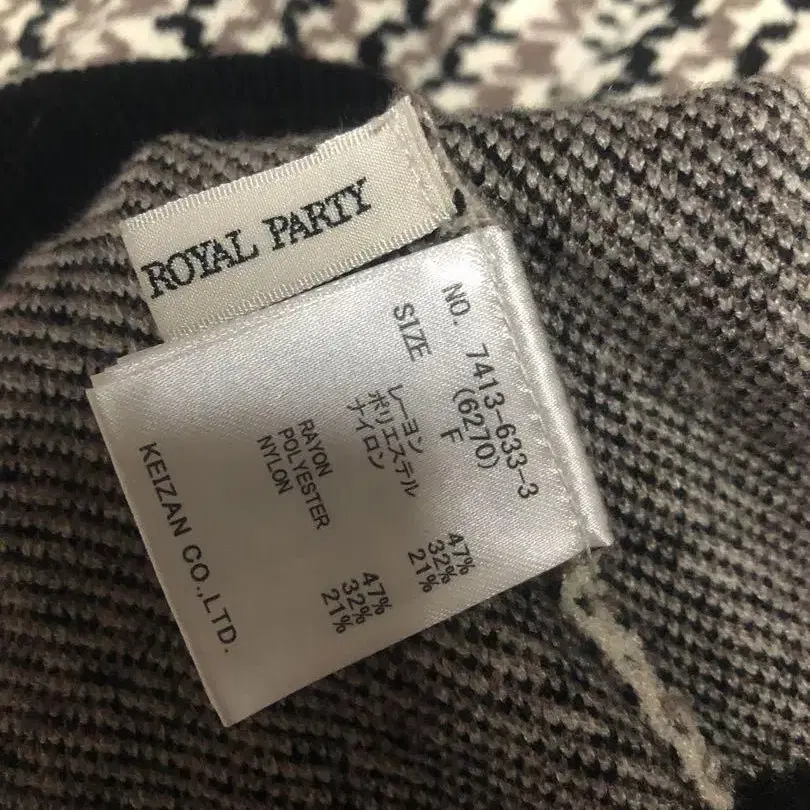 ROYAL PARTY
NO. 7413-633-3
(6270)
SIZE F
レーヨン 47%
ポリエステル 32%
ナイロン 21%
RAYON 47%
POLYESTER 32%
NYLON 21%
KEIZAN CO.,LTD.